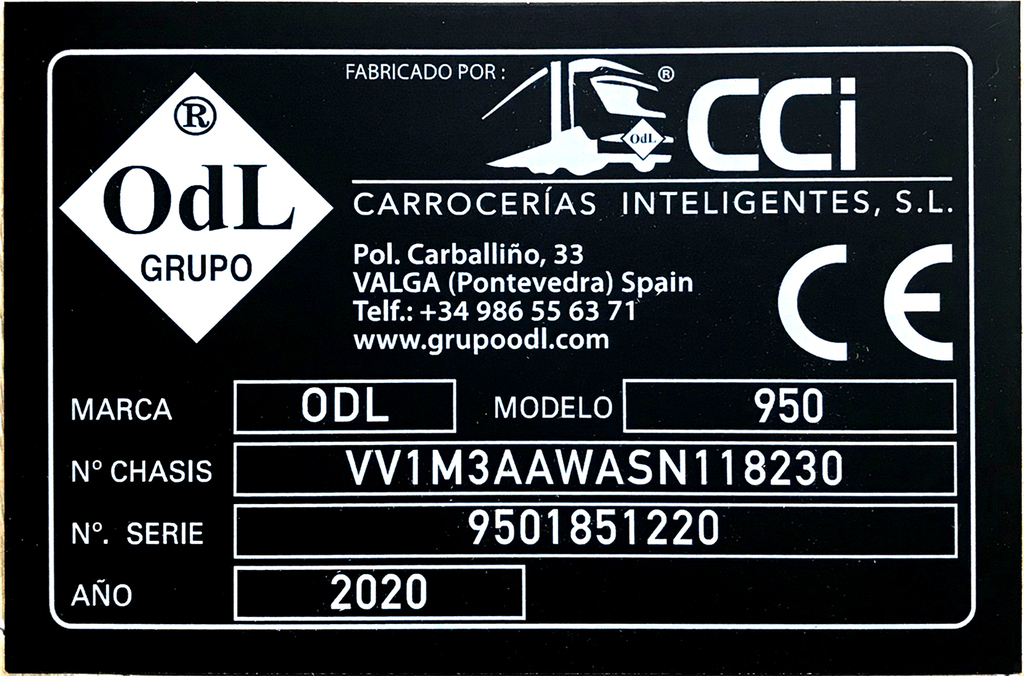 ®
OdL
GRUPO
FABRICADO POR :
OdL
®
CCi
CARROCERÍAS INTELIGENTES, S.L.
Pol. Carballiño, 33
VALGA (Pontevedra) Spain
Telf.: +34 986 55 63 71
www.grupoodl.com
CE
MARCA ODL MODELO 950
Nº CHASIS VV1M3AAWASN118230
Nº. SERIE 9501851220
AÑO 2020